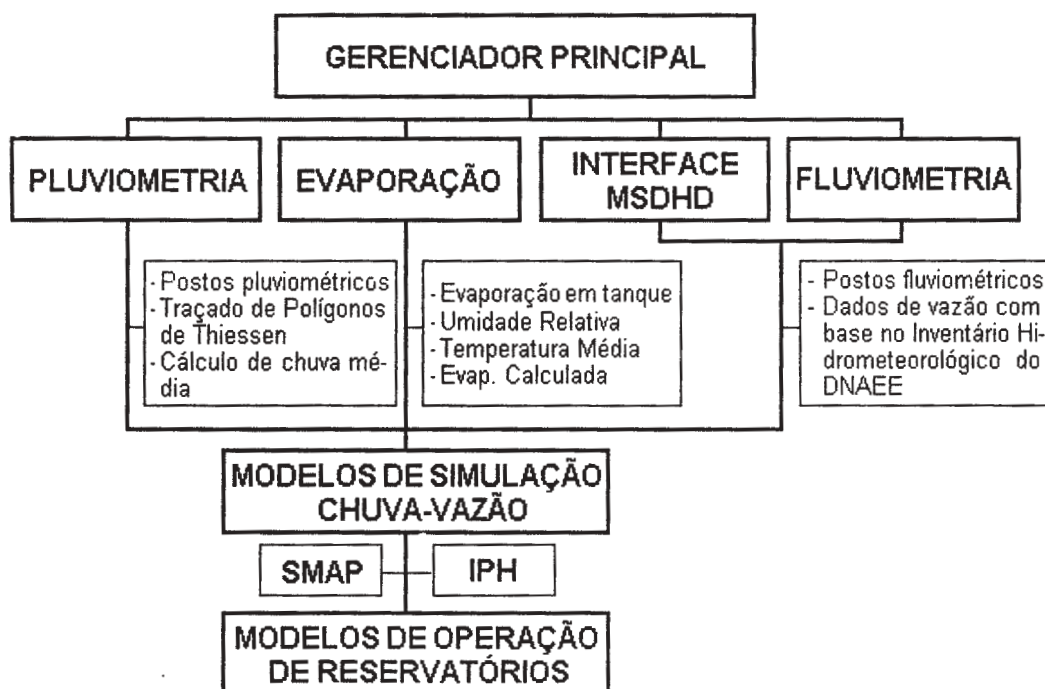 GERENCIADOR PRINCIPAL
PLUVIOMETRIA
EVAPORAÇÃO
INTERFACE
MSDHD
FLUVIOMETRIA
- Postos pluviométricos
- Traçado de Polígonos
de Thiessen
- Cálculo de chuva mé-
dia
- Evaporação em tanque
- Umidade Relativa
- Temperatura Média
- Evap. Calculada
- Postos fluviométricos
- Dados de vazão com
base no Inventário Hi-
drometeorológico do
DNAEE
MODELOS DE SIMULAÇÃO
CHUVA-VAZÃO
SMAP
IPH
MODELOS DE OPERAÇÃO
DE RESERVATÓRIOS